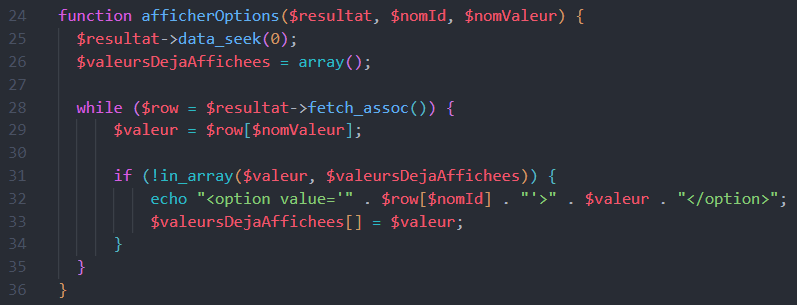 24 function afficherOptions($resultat, $nomId, $nomValeur) {
25 $resultat->data_seek(0);
26 $valeursDejaAffichees = array();
27
28 while ($row = $resultat->fetch_assoc()) {
29 $valeur = $row[$nomValeur];
30
31 if (!in_array($valeur, $valeursDejaAffichees)) {
32 echo "<option value='" . $row[$nomId] . "'>" . $valeur . "</option>";
33 $valeursDejaAffichees[] = $valeur;
34 }
35 }
36 }